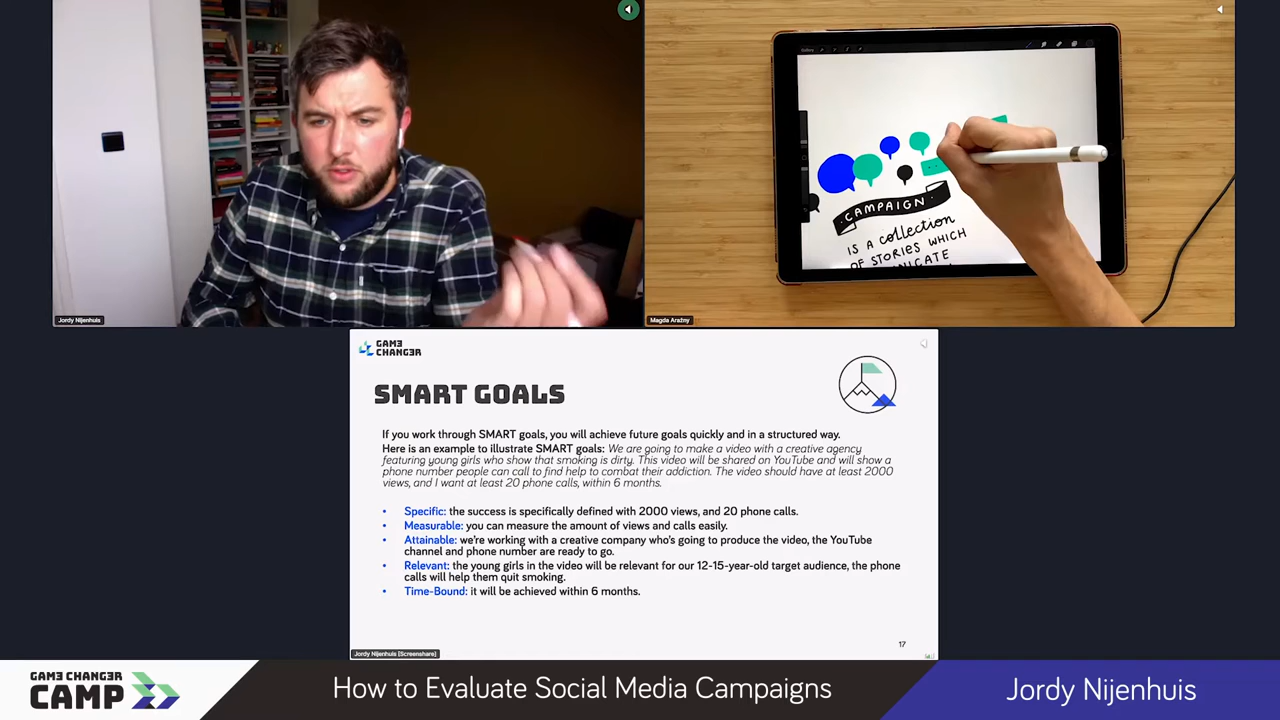 Jordy Nijenhuis
Gallery
CAMPAIGN
IS A collection
OF STORIES WHICH
Magda Arażny
GAME
CHANGER
SMART GOALS
If you work through SMART goals, you will achieve future goals quickly and in a structured way.
Here is an example to illustrate SMART goals: We are going to make a video with a creative agency
featuring young girls who show that smoking is dirty. This video will be shared on YouTube and will show a
phone number people can call to find help to combat their addiction. The video should have at least 2000
views, and I want at least 20 phone calls, within 6 months.
• Specific: the success is specifically defined with 2000 views, and 20 phone calls.
• Measurable: you can measure the amount of views and calls easily.
• Attainable: we're working with a creative company who's going to produce the video, the YouTube
channel and phone number are ready to go.
• Relevant: the young girls in the video will be relevant for our 12-15-year-old target audience, the phone
calls will help them quit smoking.
• Time-Bound: it will be achieved within 6 months.
17
Jordy Nijenhuis [Screenshare]
GAME CHANGER
CAMP
How to Evaluate Social Media Campaigns
Jordy Nijenhuis